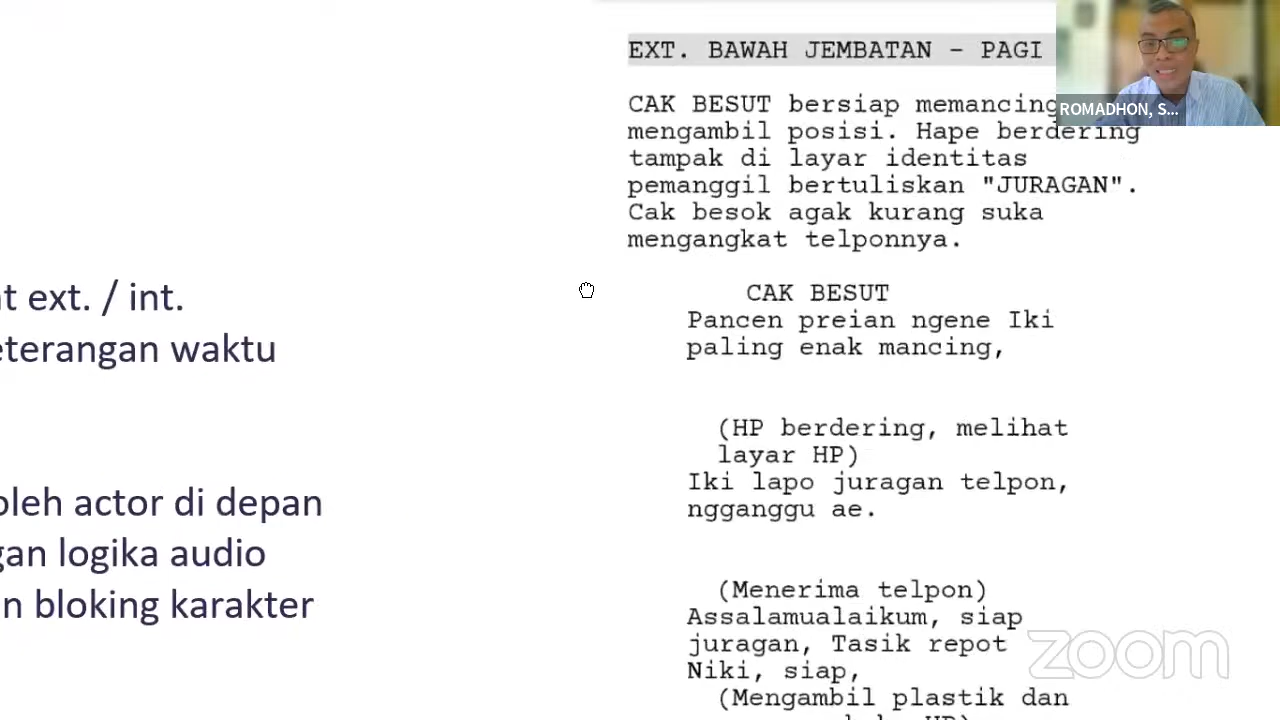 EXT. BAWAH JEMBATAN – PAGI
ROMADHON, S...
CAK BESUT bersiap memancing
mengambil posisi. Hape berdering
tampak di layar identitas
pemanggil bertuliskan "JURAGAN".
Cak besok agak kurang suka
mengangkat telponnya.
ext. / int.
waktu
oleh actor di depan
logika audio
bloking karakter
CAK BESUT
Pancen preian ngene Iki
paling enak mancing,
(HP berdering, melihat
layar HP)
Iki lapo juragan telpon,
ngganggu ae.
(Menerima telpon)
Assalamualaikum, siap
juragan, Tasik repot
Niki, siap,
(Mengambil plastik dan
zoom